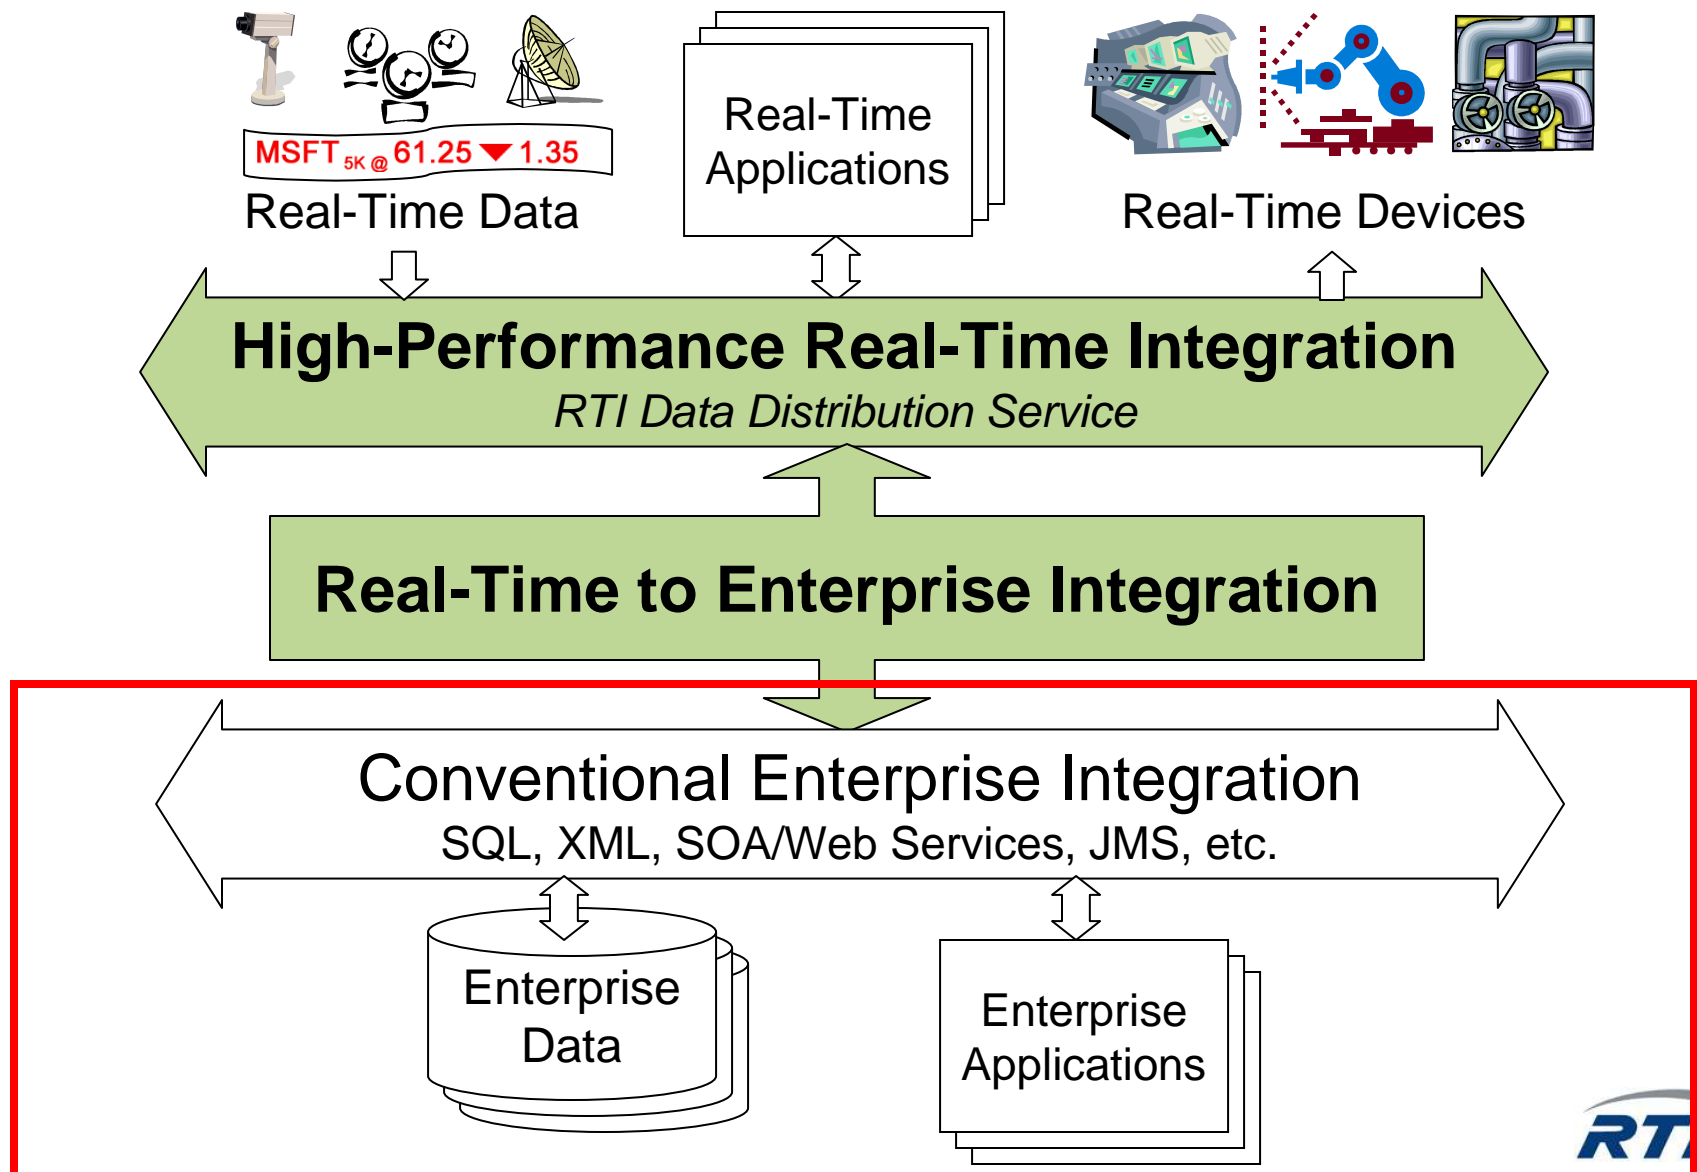 MSFT 5K @ 61.25 ▼ 1.35
Real-Time Data
Real-Time
Applications
Real-Time Devices
High-Performance Real-Time Integration
RTI Data Distribution Service
Real-Time to Enterprise Integration
Conventional Enterprise Integration
SQL, XML, SOA/Web Services, JMS, etc.
Enterprise
Data
Enterprise
Applications
RTI